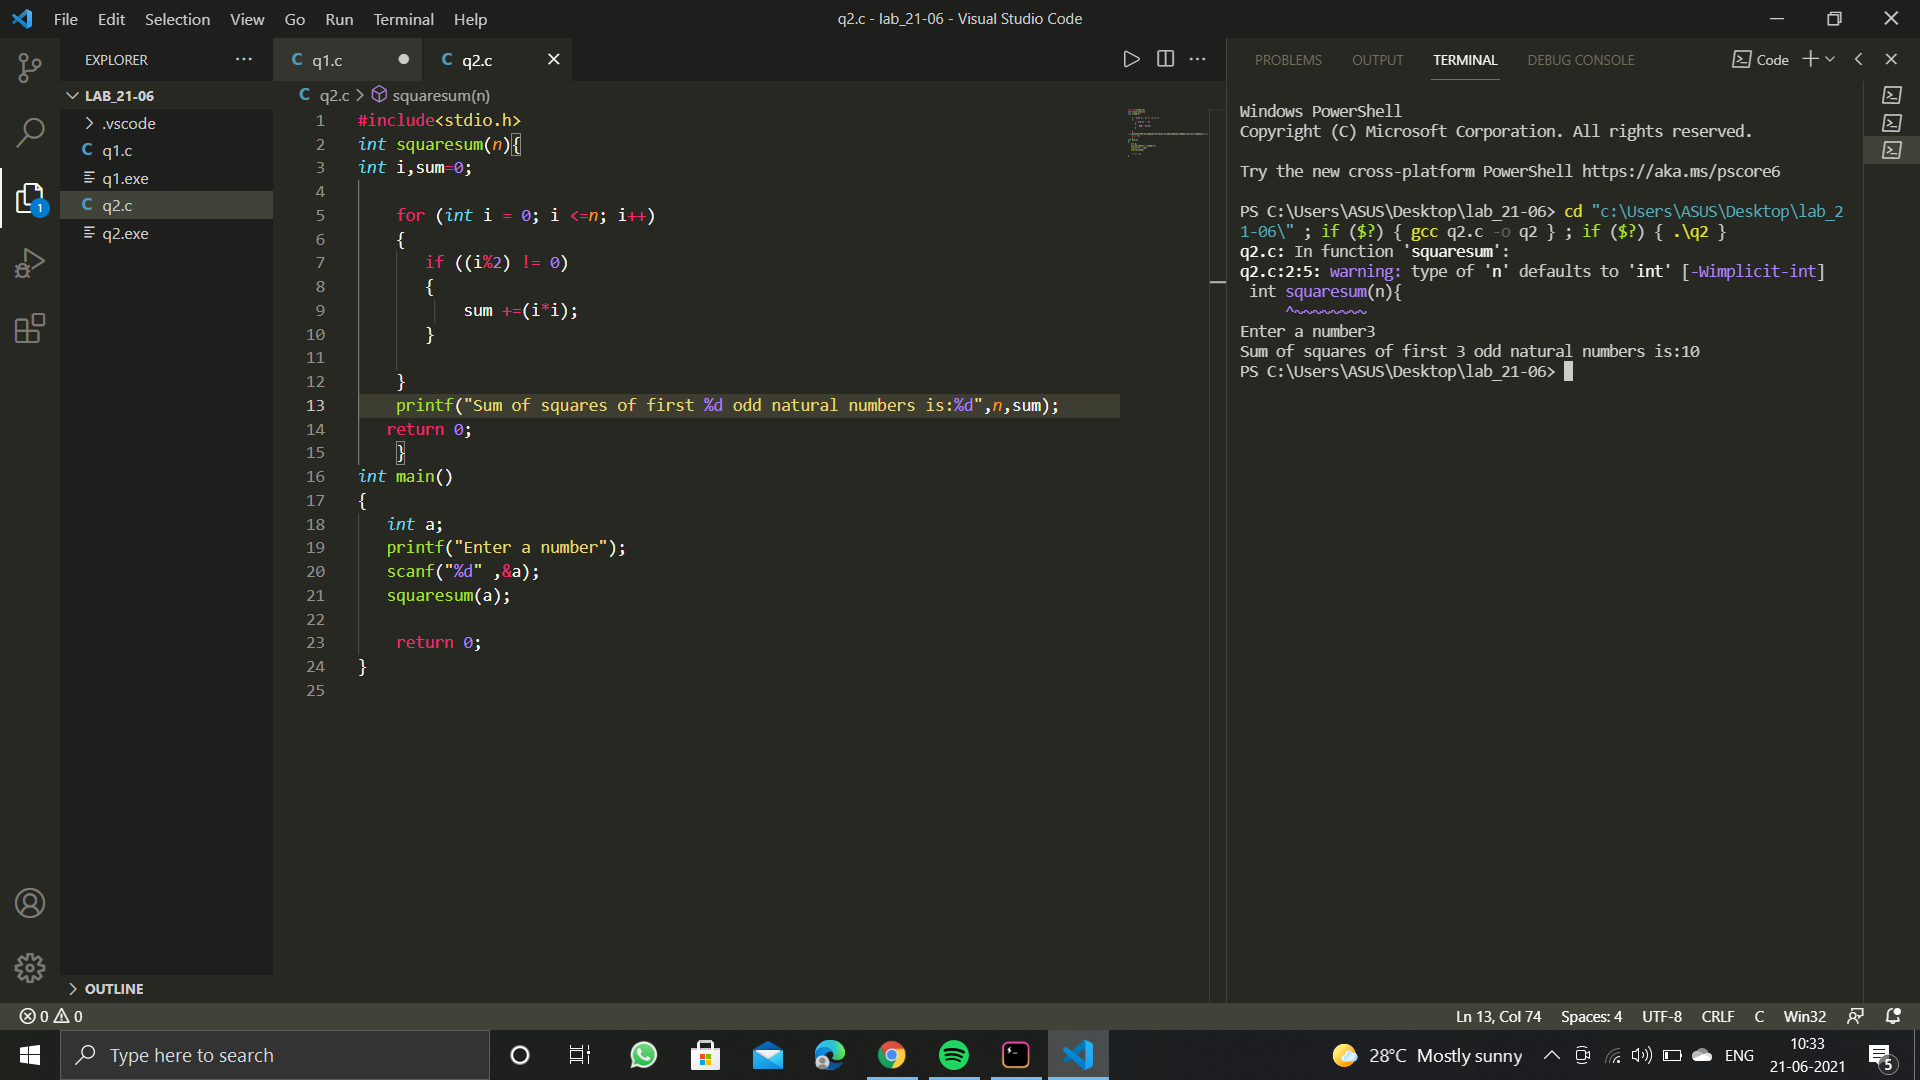 File Edit Selection View Go Run Terminal Help
q2.c - lab_21-06 - Visual Studio Code
EXPLORER
LAB_21-06
.vscode
C q1.c
q1.exe
C q2.c
q2.exe
OUTLINE
C q1.c
C q2.c
C q2.c > squaresum(n)
1 #include<stdio.h>
2 int squaresum(n){
3 int i,sum=0;
4
5 for (int i = 0; i <=n; i++)
6 {
7 if ((i%2) != 0)
8 {
9 sum +=(i*i);
10 }
11
12 }
13 printf("Sum of squares of first %d odd natural numbers is:%d",n,sum);
14 return 0;
15 }
16 int main()
17 {
18 int a;
19 printf("Enter a number");
20 scanf("%d" ,&a);
21 squaresum(a);
22
23 return 0;
24 }
25
PROBLEMS OUTPUT TERMINAL DEBUG CONSOLE
Code
Windows PowerShell
Copyright (C) Microsoft Corporation. All rights reserved.
Try the new cross-platform PowerShell https://aka.ms/pscore6
PS C:\Users\ASUS\Desktop\lab_21-06> cd "c:\Users\ASUS\Desktop\lab_2
1-06\" ; if ($?) { gcc q2.c -o q2 } ; if ($?) { .\q2 }
q2.c: In function 'squaresum':
q2.c:2:5: warning: type of 'n' defaults to 'int' [-Wimplicit-int]
int squaresum(n){
^~~~~~~~~
Enter a number3
Sum of squares of first 3 odd natural numbers is:10
PS C:\Users\ASUS\Desktop\lab_21-06>
1
0 0
Ln 13, Col 74 Spaces: 4 UTF-8 CRLF C Win32
Type here to search
28°C Mostly sunny
ENG
10:33
21-06-2021
5